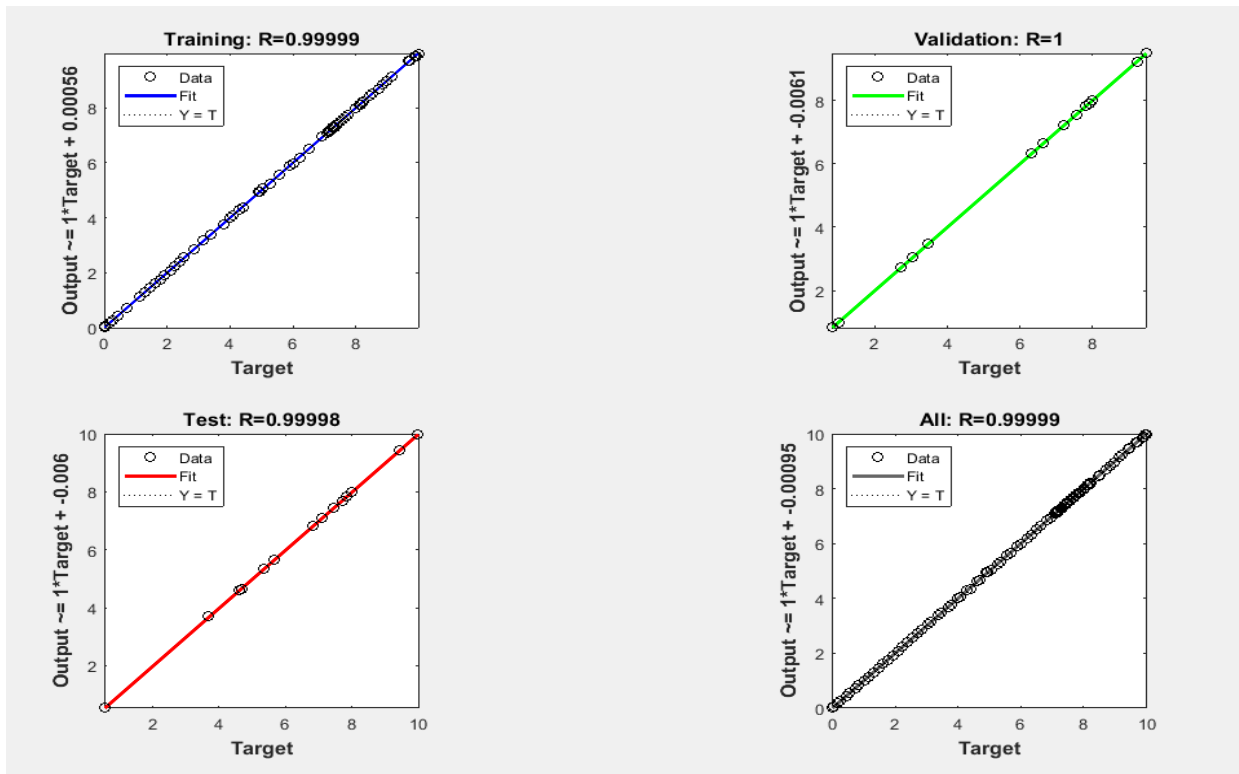 Training: R=0.99999
Output ~= 1*Target + 0.00056
Data
Fit
Y = T
8
6
4
2
0
0
2
4
6
8
Target
Validation: R=1
Output ~= 1*Target + -0.0061
Data
Fit
Y = T
8
6
4
2
2
4
6
8
Target
Test: R=0.99998
Output ~= 1*Target + -0.006
Data
Fit
Y = T
10
8
6
4
2
2
4
6
8
10
Target
All: R=0.99999
Output ~= 1*Target + -0.00095
Data
Fit
Y = T
10
8
6
4
2
0
0
2
4
6
8
10
Target